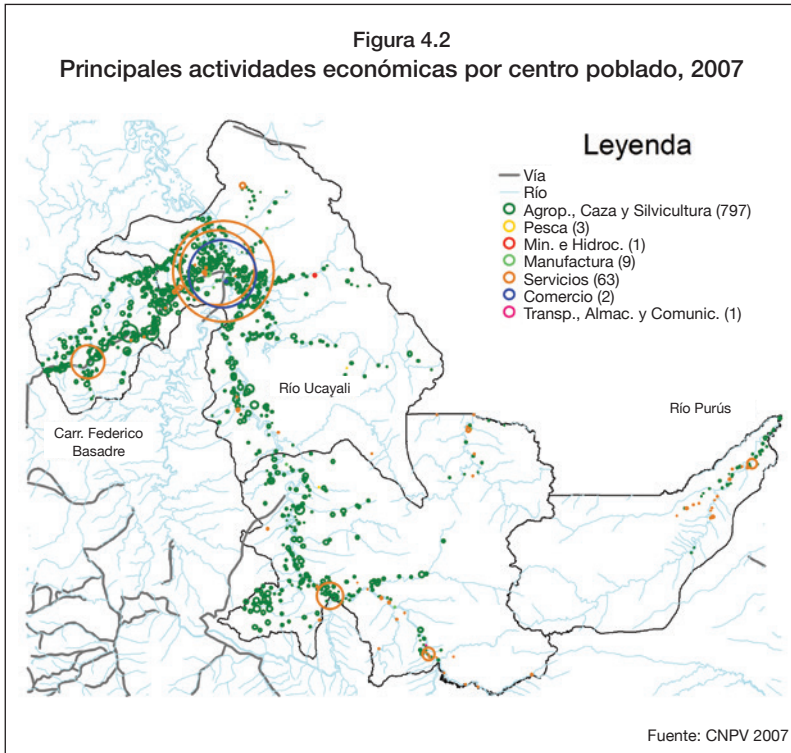 Figura 4.2
Principales actividades económicas por centro poblado, 2007
Leyenda
Vía
Río
Agrop., Caza y Silvicultura (797)
Pesca (3)
Min. e Hidroc. (1)
Manufactura (9)
Servicios (63)
Comercio (2)
Transp., Almac. y Comunic. (1)
Río Ucayali
Río Purús
Carr. Federico
Basadre
Fuente: CNPV 2007